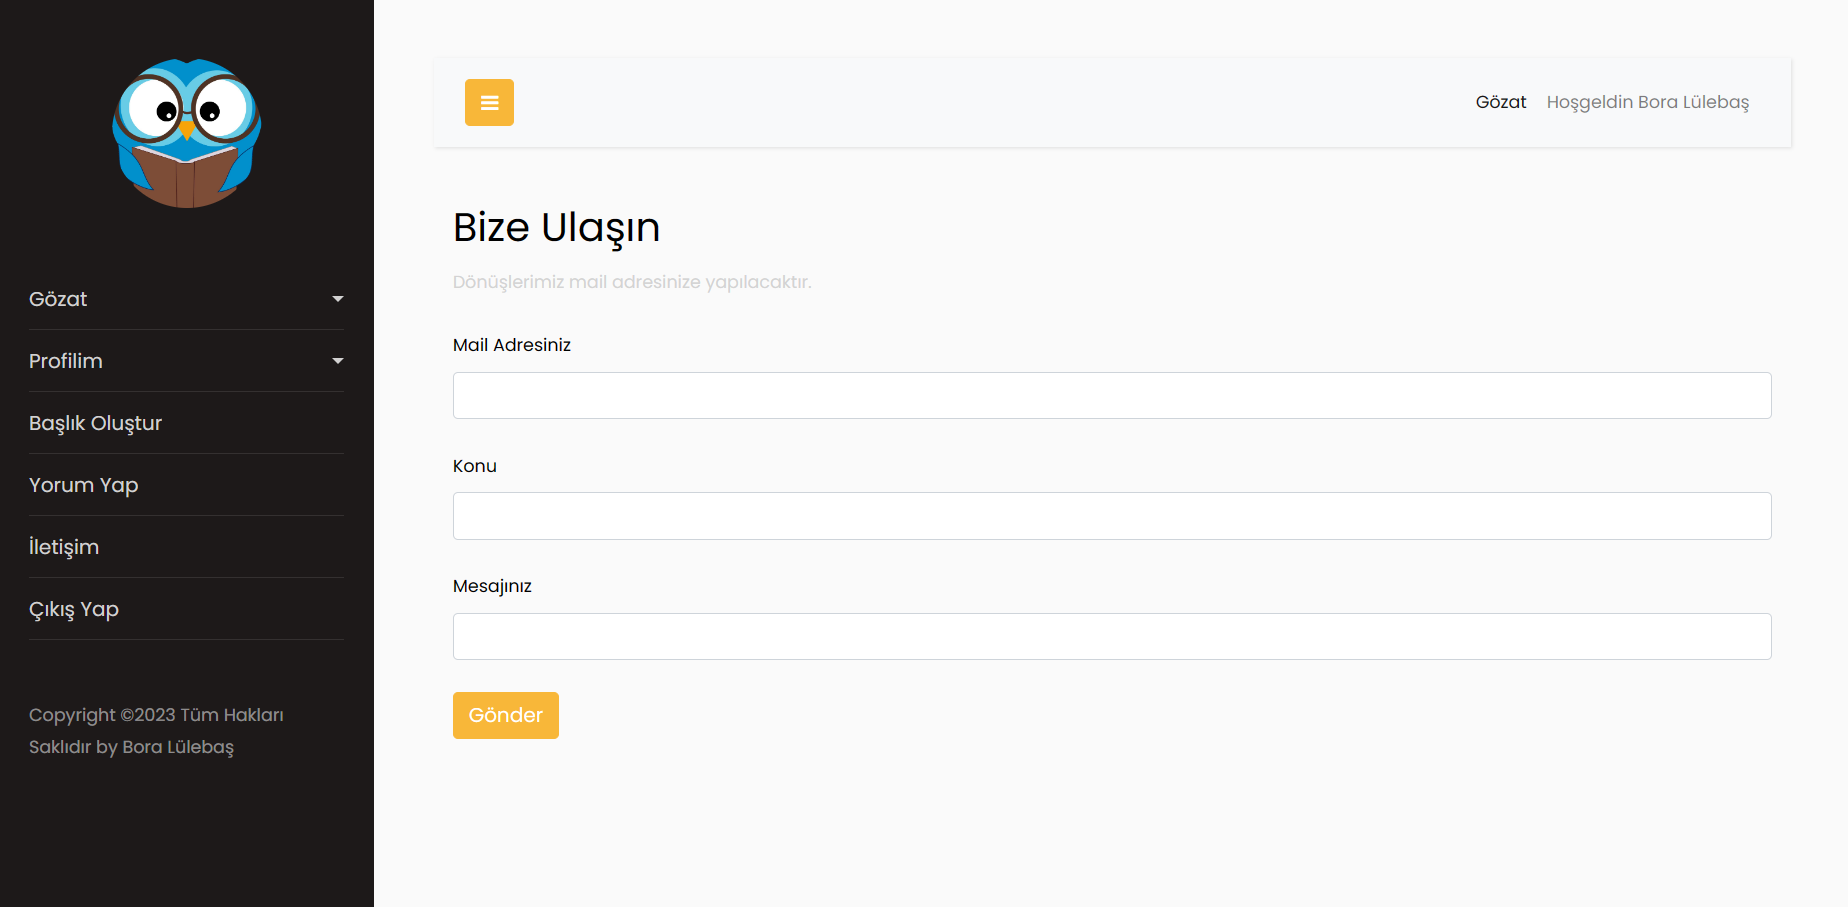 Gözat
Profilim
Başlık Oluştur
Yorum Yap
İletişim
Çıkış Yap
Copyright ©2023 Tüm Hakları
Saklıdır by Bora Lülebaş
Gözat Hoşgeldin Bora Lülebaş
Bize Ulaşın
Dönüşlerimiz mail adresinize yapılacaktır.
Mail Adresiniz
Konu
Mesajınız
Gönder